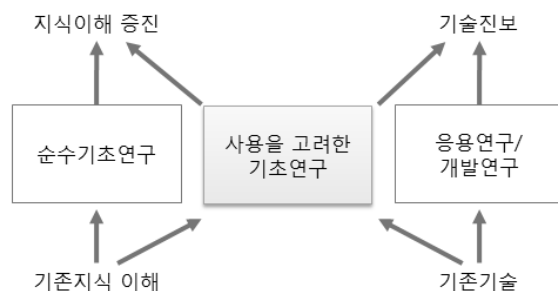 지식이해 증진
기술진보
순수기초연구
사용을 고려한
기초연구
응용연구/
개발연구
기존지식 이해
기존기술